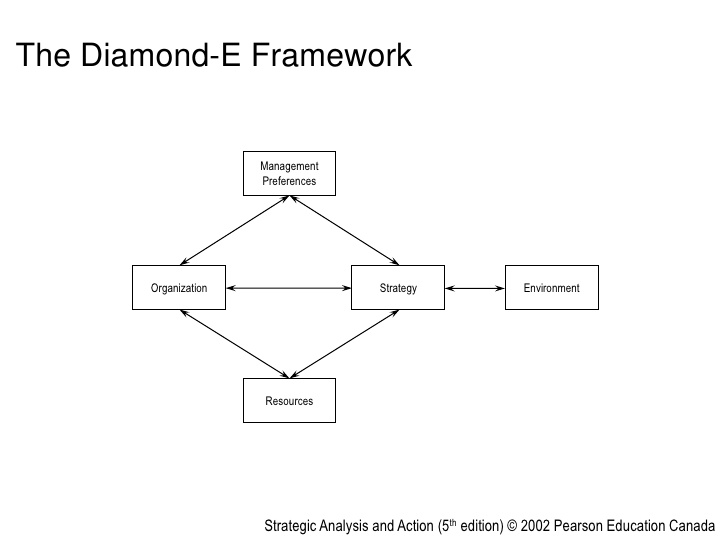 The Diamond-E Framework
Management
Preferences
Organization
Strategy
Environment
Resources
Strategic Analysis and Action (5th edition) © 2002 Pearson Education Canada